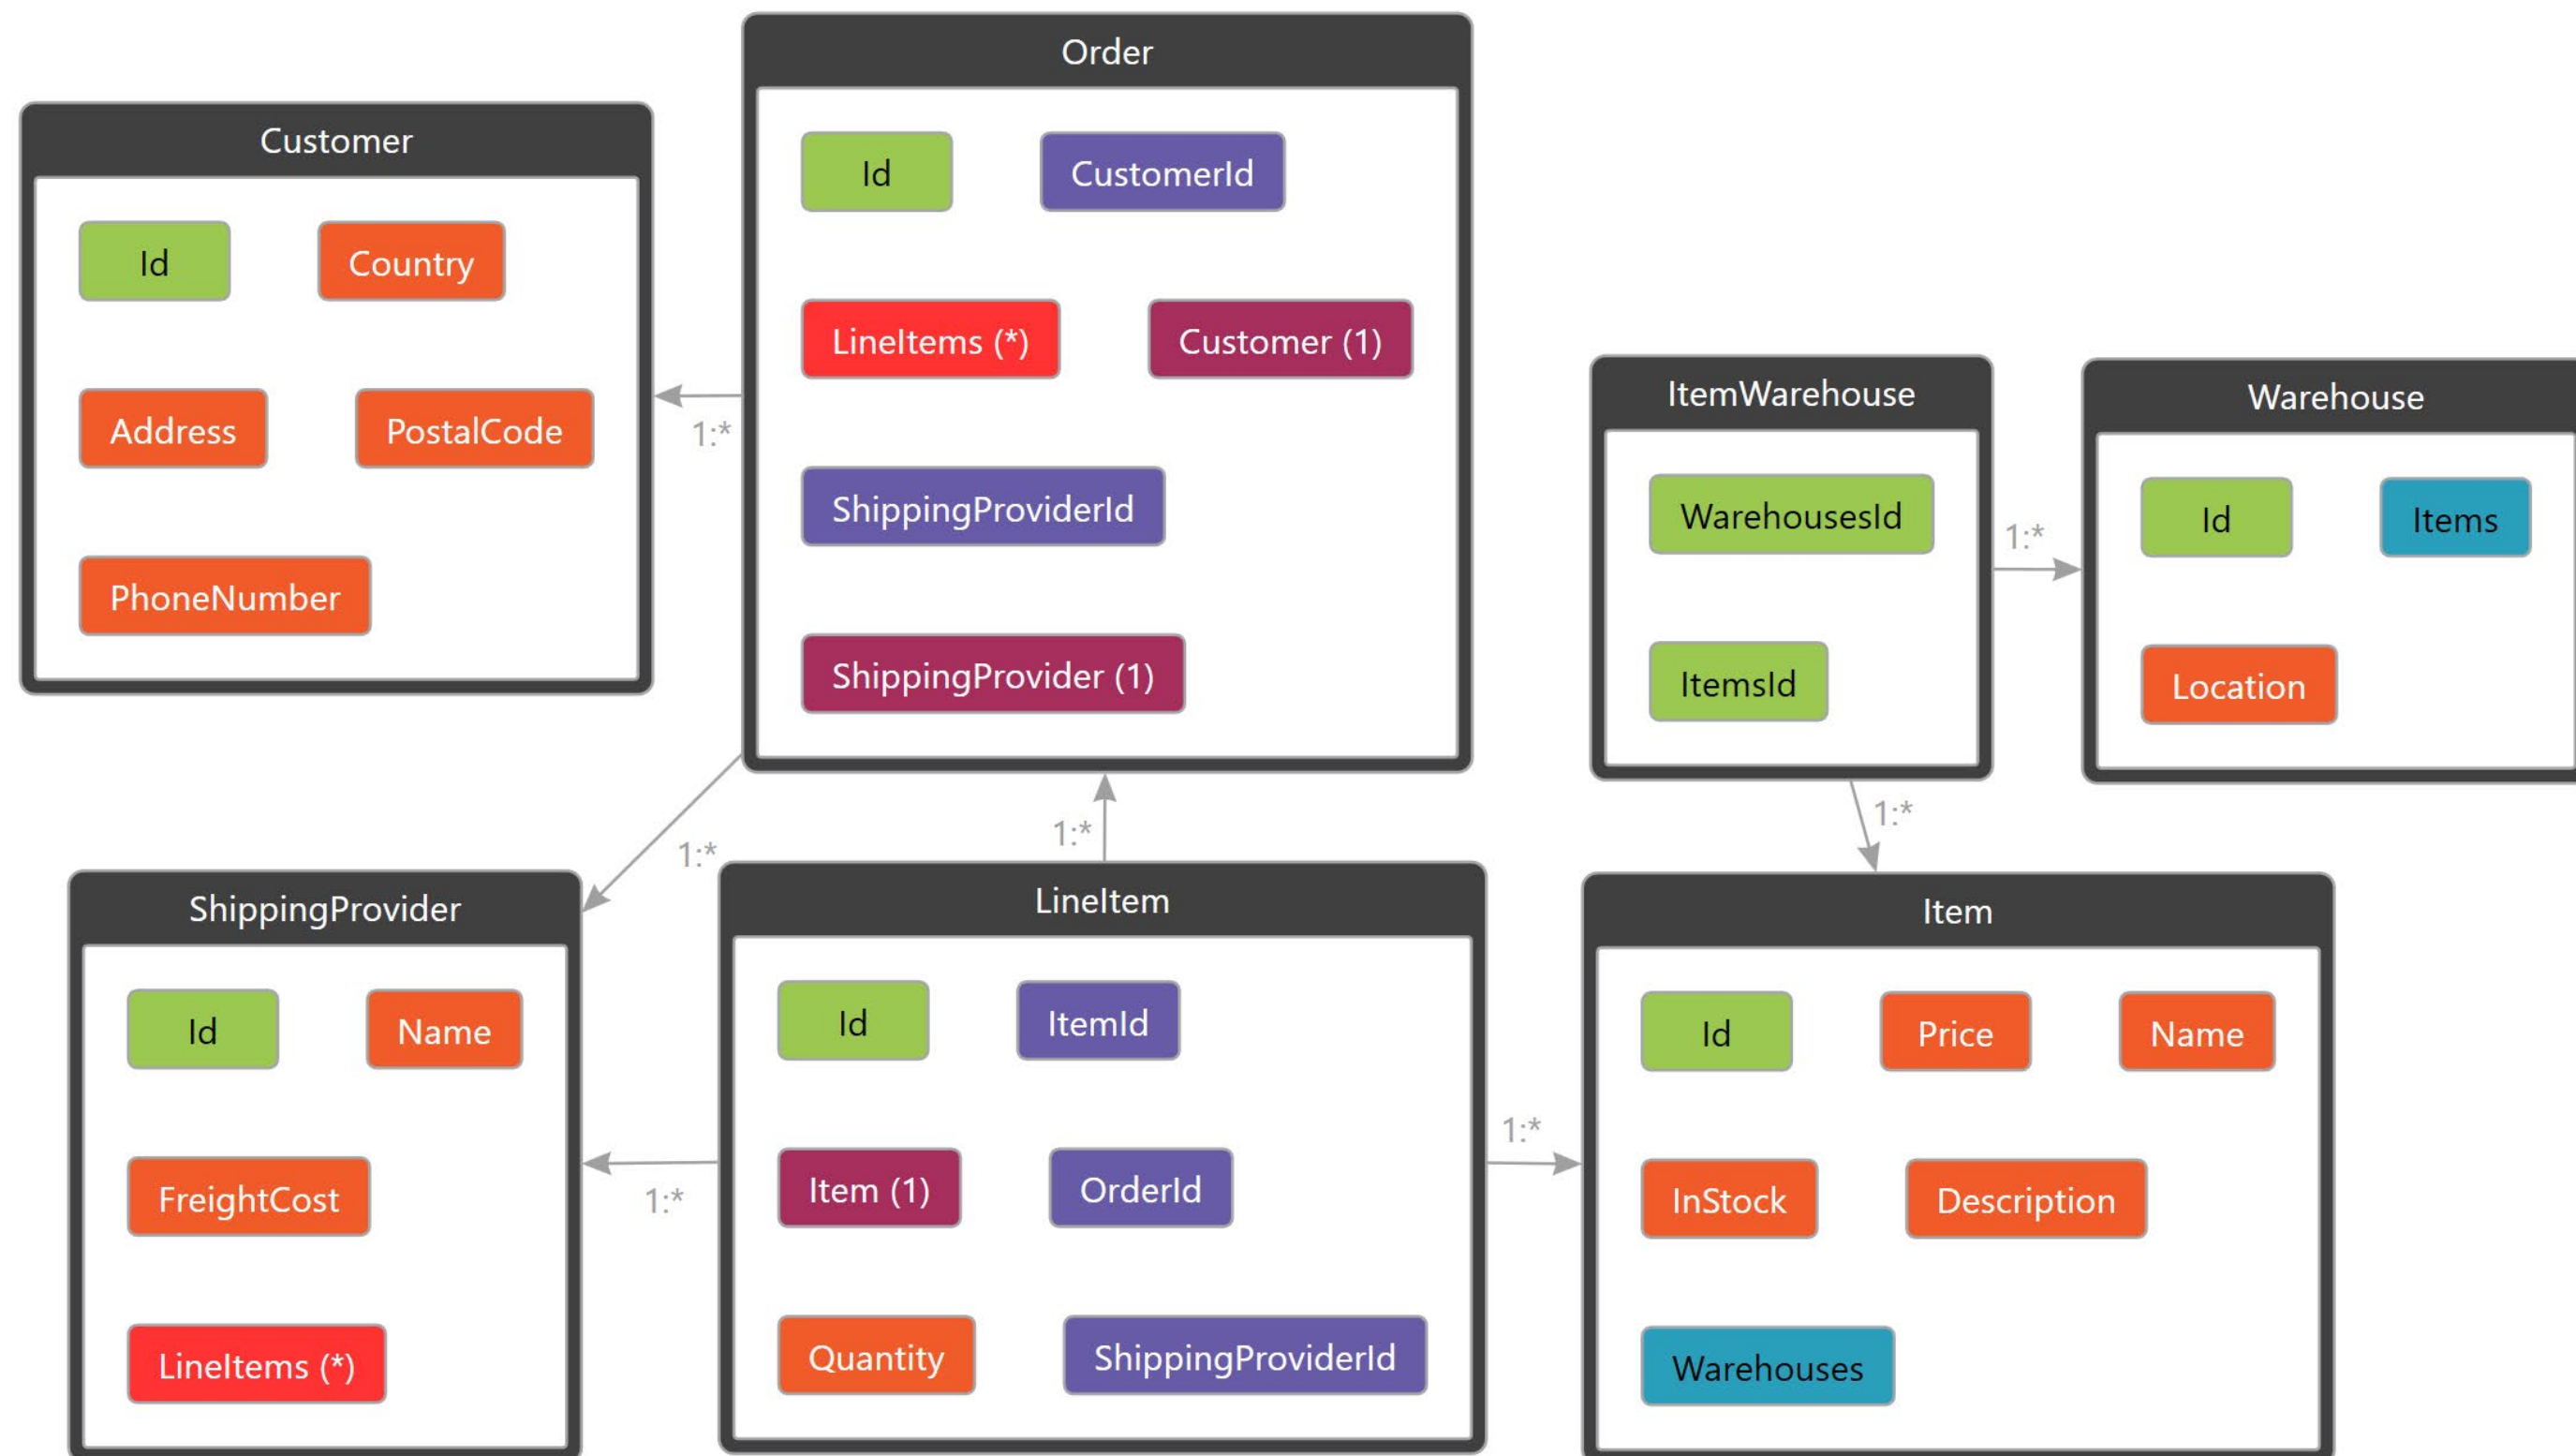 Customer
Id
Country
Address
PostalCode
PhoneNumber
1:*
Order
Id
CustomerId
LineItems (*)
Customer (1)
ShippingProviderId
ShippingProvider (1)
1:*
1:*
ItemWarehouse
WarehousesId
ItemsId
1:*
Warehouse
Id
Items
Location
1:*
ShippingProvider
Id
Name
FreightCost
LineItems (*)
1:*
LineItem
Id
ItemId
Item (1)
OrderId
Quantity
ShippingProviderId
1:*
Item
Id
Price
Name
InStock
Description
Warehouses